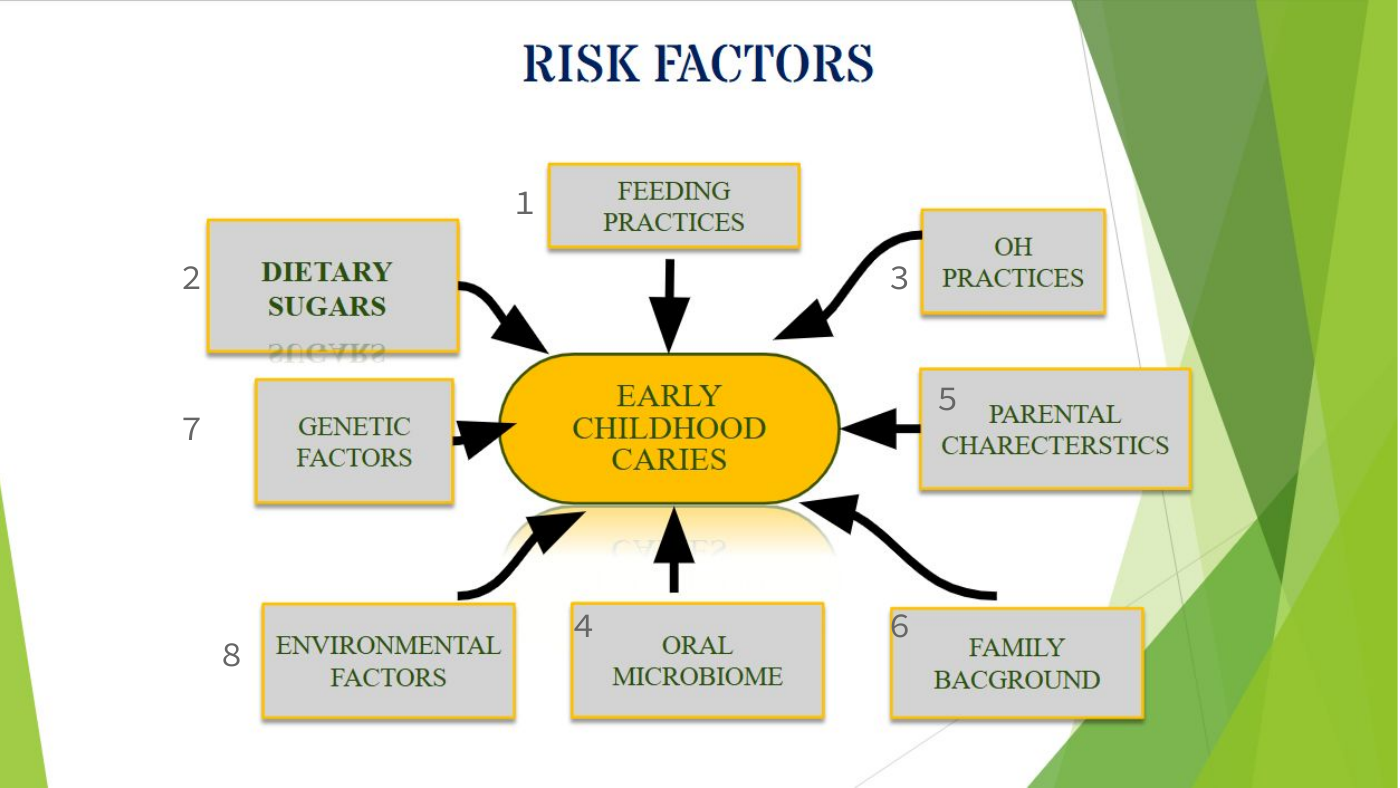 RISK FACTORS
1
FEEDING
PRACTICES
2
DIETARY
SUGARS
3
OH
PRACTICES
7
GENETIC
FACTORS
EARLY
CHILDHOOD
CARIES
5
PARENTAL
CHARECTERSTICS
8
ENVIRONMENTAL
FACTORS
4
ORAL
MICROBIOME
6
FAMILY
BACGROUND